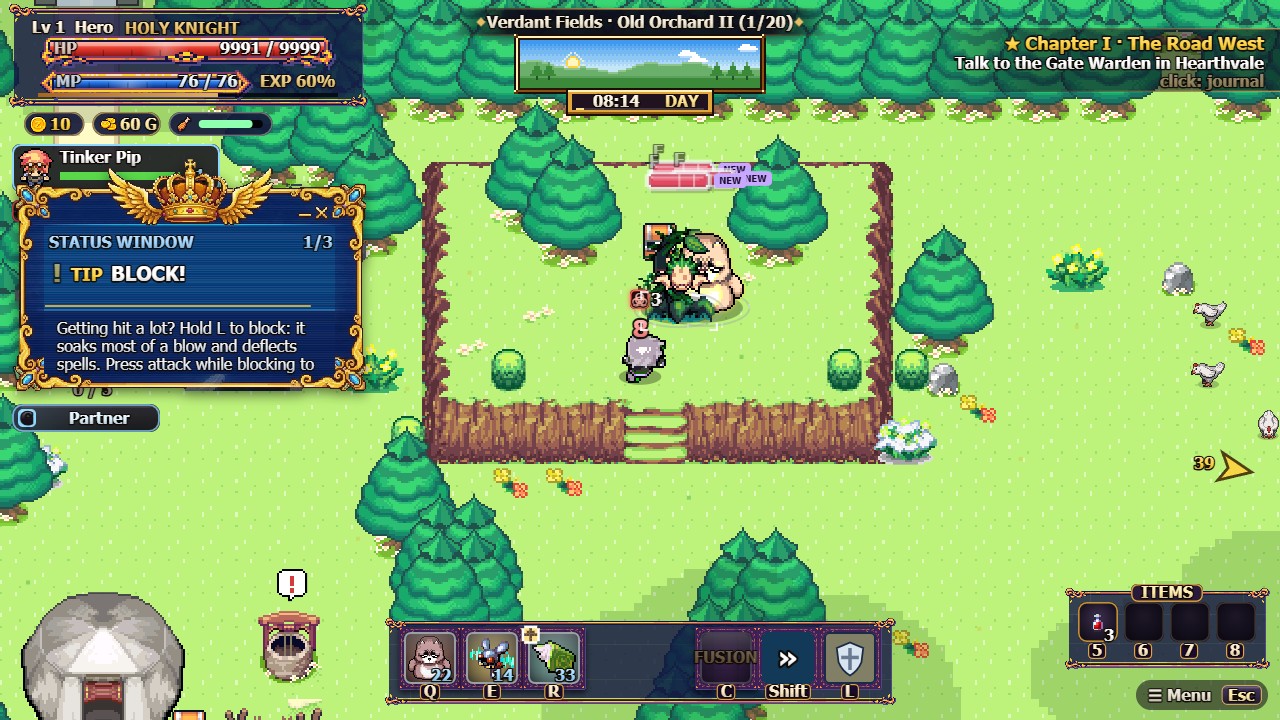 Lv 1 Hero HOLY KNIGHT
HP 9991 / 9999
MP 76 / 76 EXP 60%
10 60 G
Tinker Pip
STATUS WINDOW 1/3
! TIP BLOCK!
Getting hit a lot? Hold L to block: it
soaks most of a blow and deflects
spells. Press attack while blocking to
Partner
Verdant Fields · Old Orchard II (1/20)
08:14 DAY
★ Chapter I · The Road West
Talk to the Gate Warden in Hearthvale
click: journal
NEW
NEW NEW
3
8
39
!
22 14 33
Q E R
FUSION »
C Shift L
ITEMS
3
5 6 7 8
☰ Menu Esc